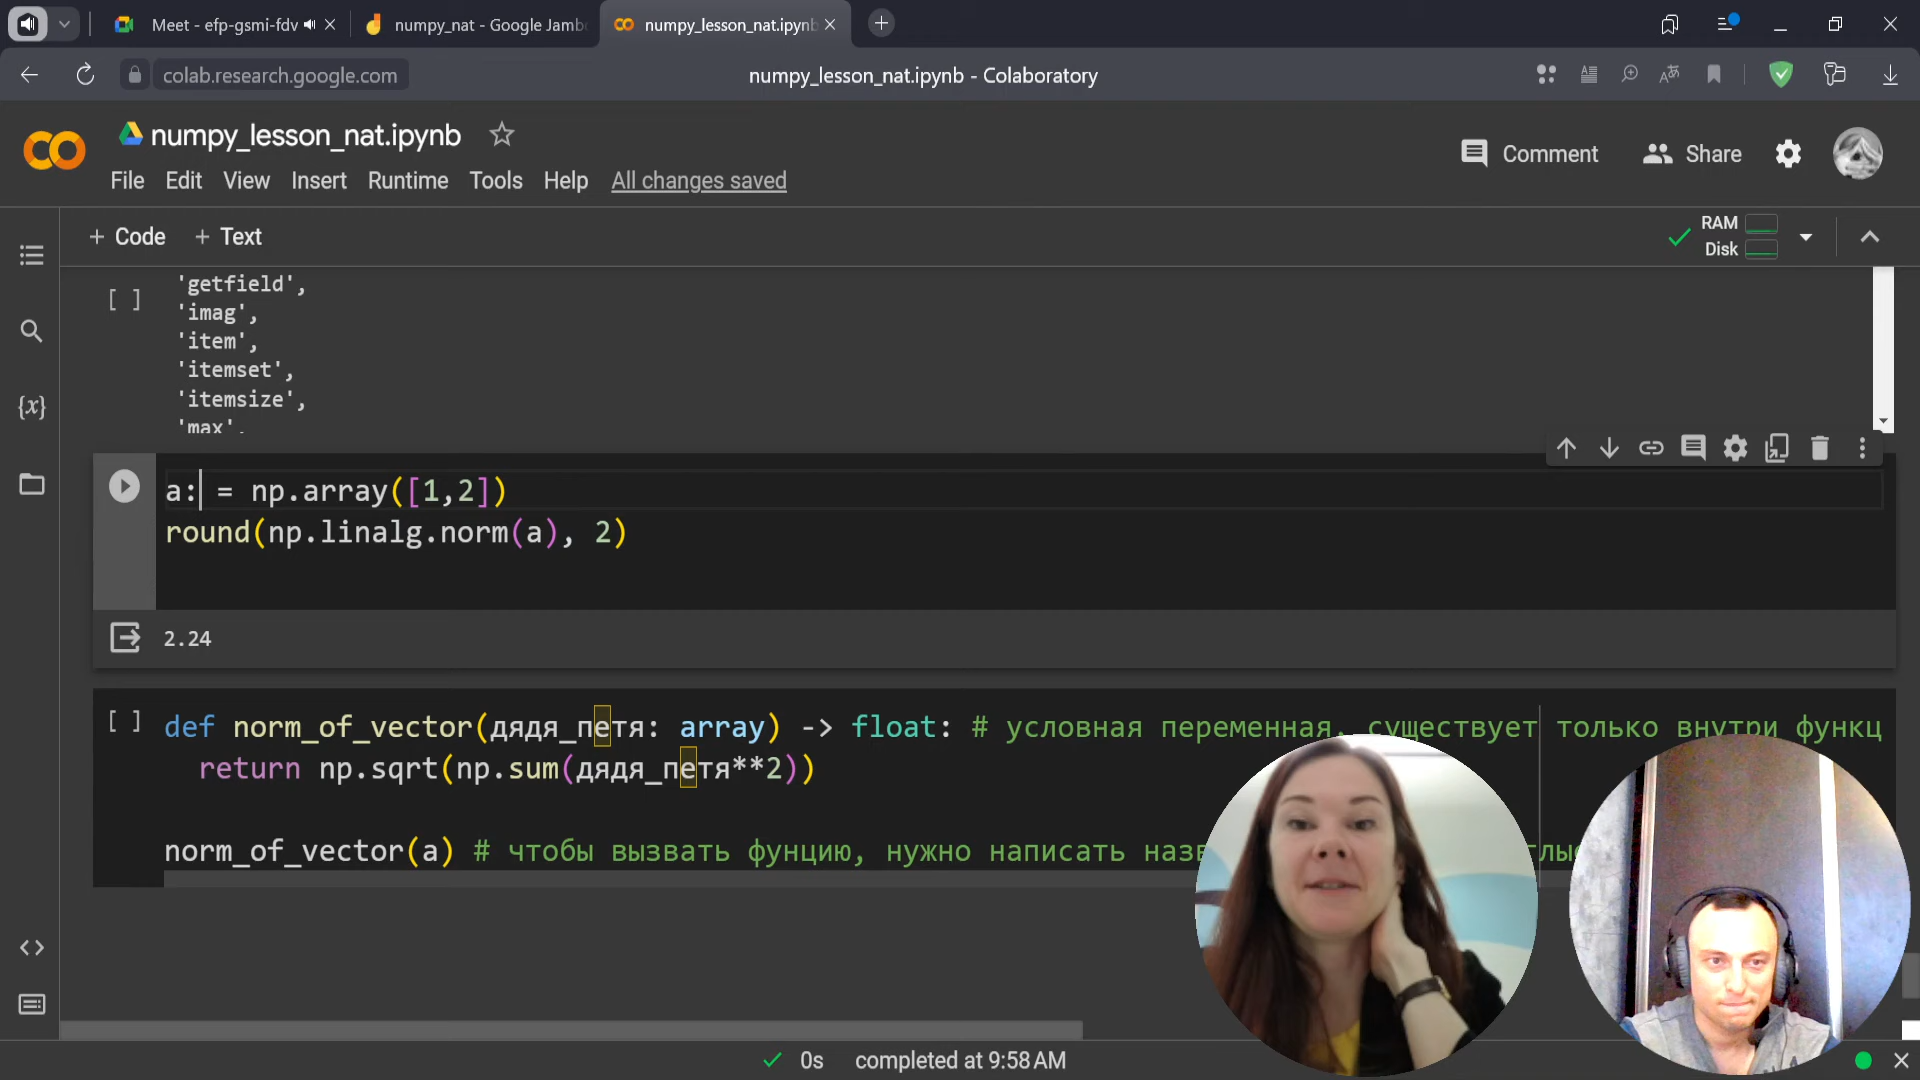 Meet - efp-gsmi-fdv
numpy_nat - Google Jamb
numpy_lesson_nat.ipynb
colab.research.google.com
numpy_lesson_nat.ipynb - Colaboratory
numpy_lesson_nat.ipynb
Comment
Share
File Edit View Insert Runtime Tools Help All changes saved
+ Code + Text
RAM
Disk
'getfield',
[ ]
'imag',
'item',
'itemset',
{x}
'itemsize',
'max',
a: = np.array([1,2])
round(np.linalg.norm(a), 2)
2.24
[ ] def norm_of_vector(дядя_петя: array) -> float: # условная переменная, существует только внутри функц
return np.sqrt(np.sum(дядя_петя**2))
norm_of_vector(a) # чтобы вызвать фунцию, нужно написать
0s completed at 9:58 AM